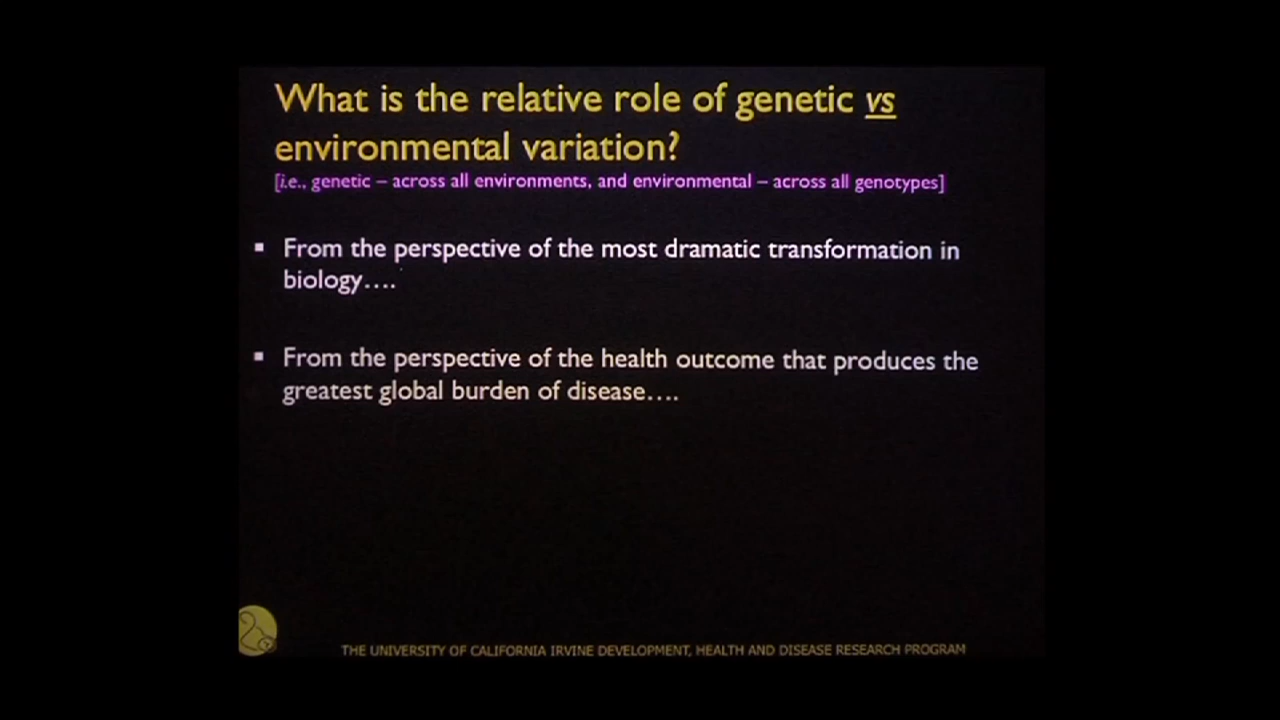 What is the relative role of genetic vs
environmental variation?
[i.e., genetic – across all environments, and environmental – across all genotypes]
▪ From the perspective of the most dramatic transformation in
biology….
▪ From the perspective of the health outcome that produces the
greatest global burden of disease….
THE UNIVERSITY OF CALIFORNIA IRVINE DEVELOPMENT, HEALTH AND DISEASE RESEARCH PROGRAM